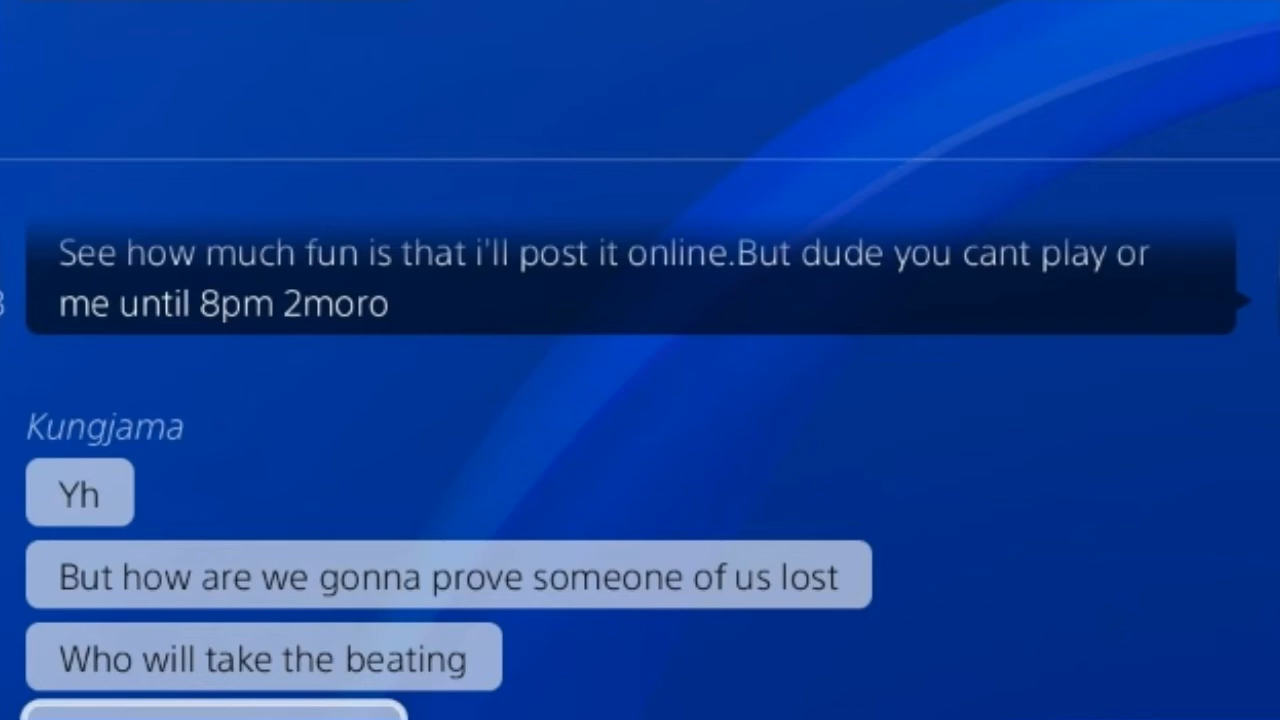 See how much fun is that i'll post it online.But dude you cant play or
me until 8pm 2moro
Kungjama
Yh
But how are we gonna prove someone of us lost
Who will take the beating